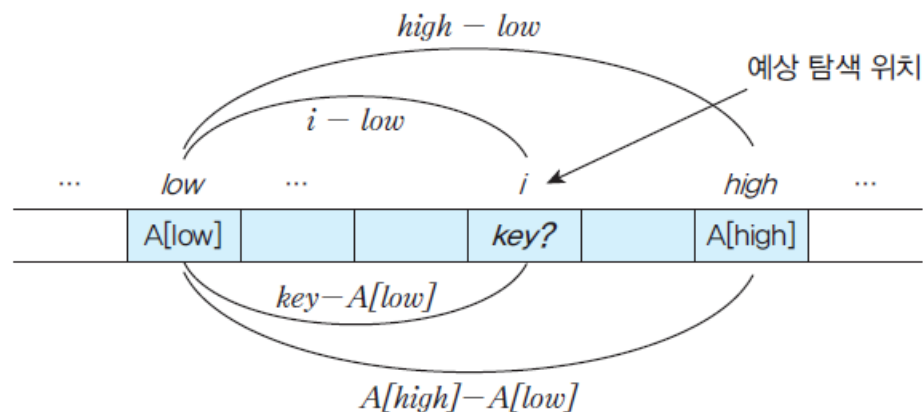 high − low
예상 탐색 위치
i − low
... low ... i high ...
A[low] key? A[high]
key−A[low]
A[high]−A[low]